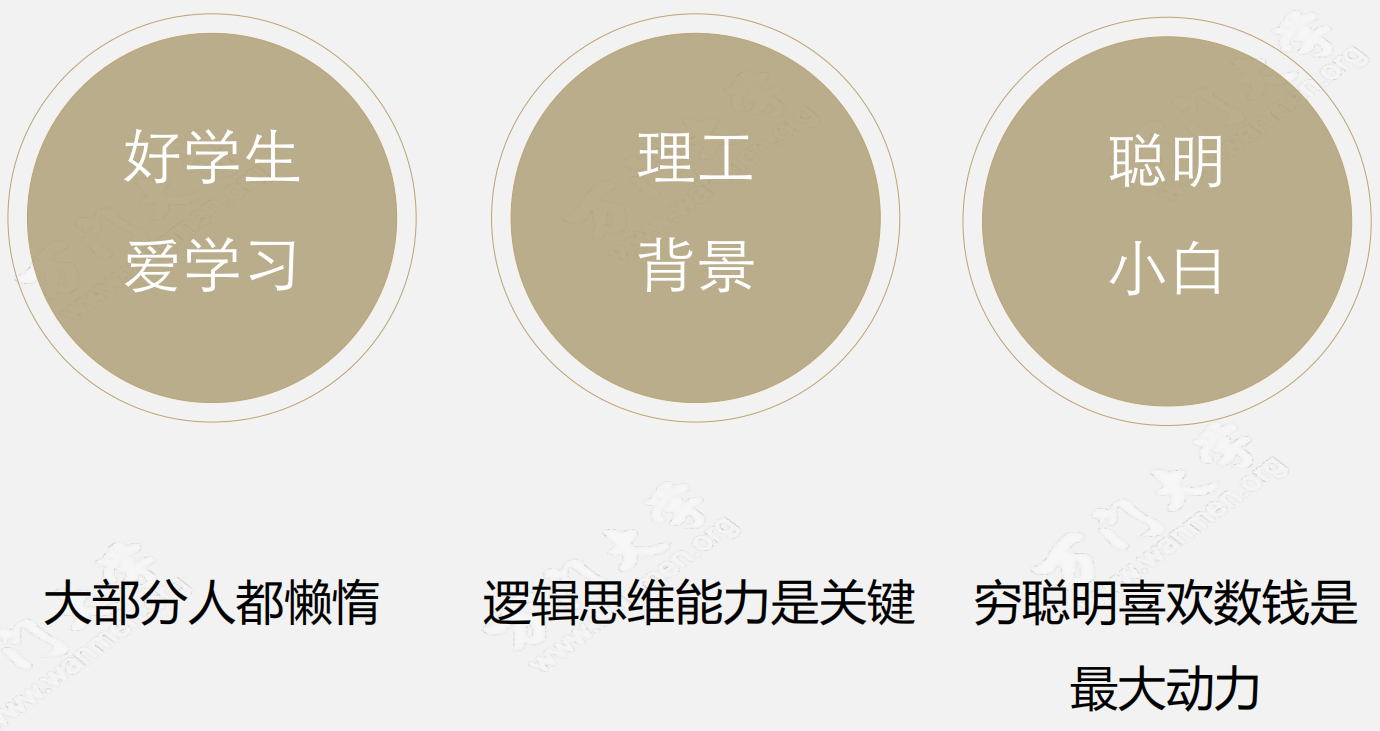 好学生
爱学习
理工
背景
聪明
小白
大部分人都懒惰
逻辑思维能力是关键
穷聪明喜欢数钱是
最大动力
万门大学
www.wanmen.org